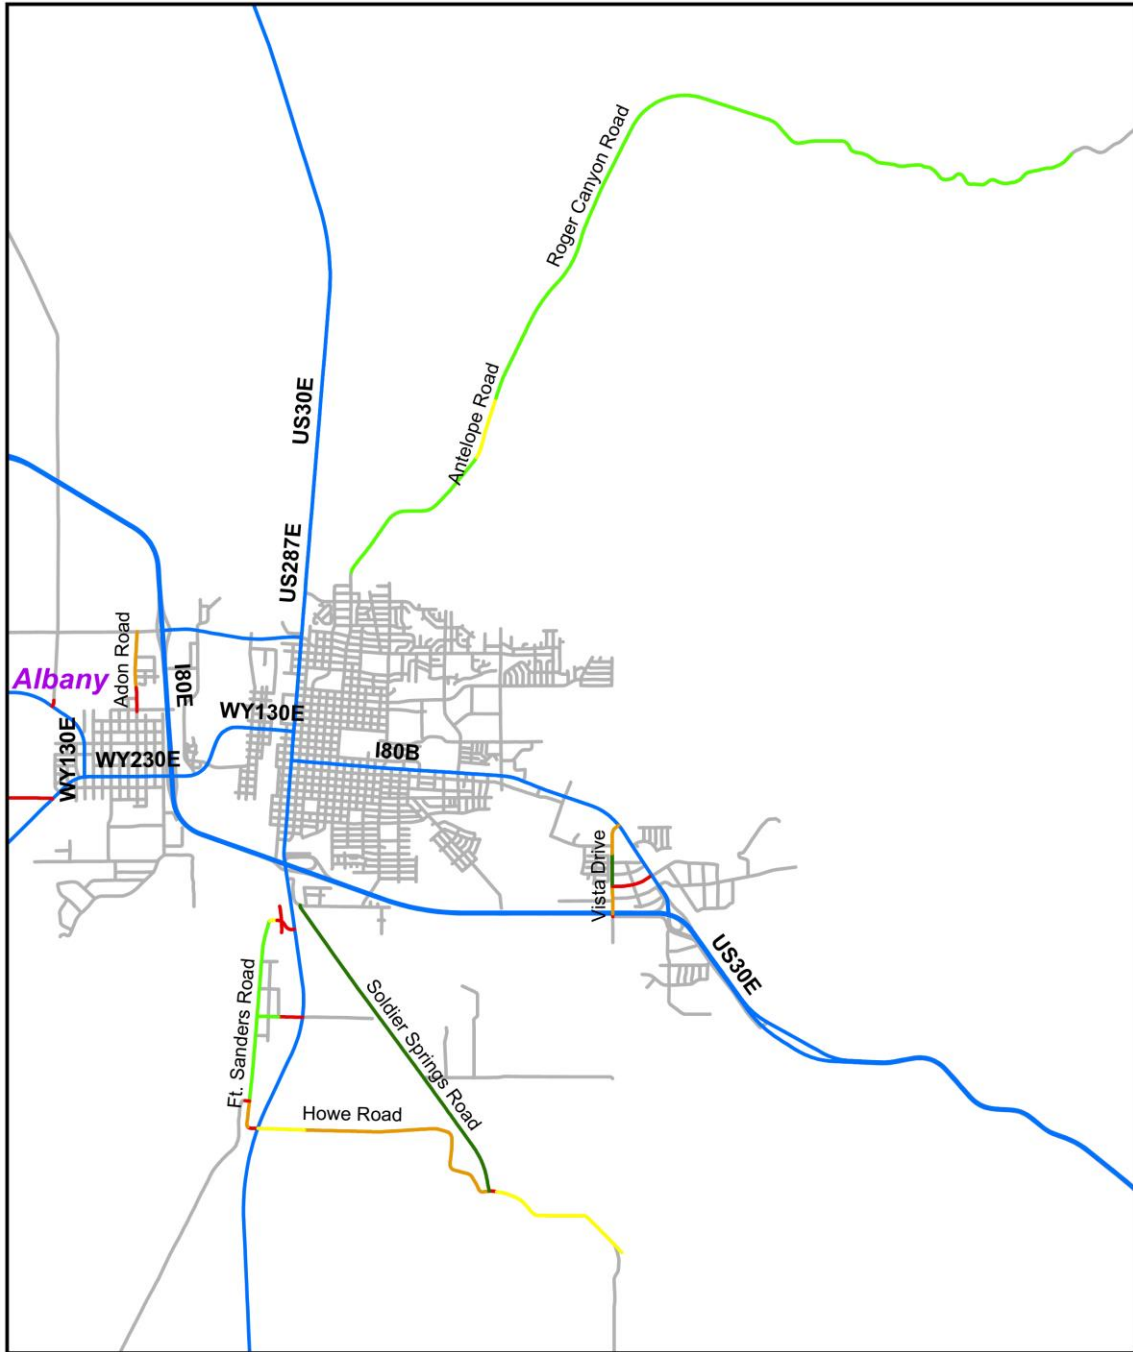 Roger Canyon Road
US30E
Antelope Road
US287E
Adon Road
Albany
I80E
WY130E
WY130E
WY230E
I80B
Vista Drive
US30E
Ft. Sanders Road
Soldier Springs Road
Howe Road